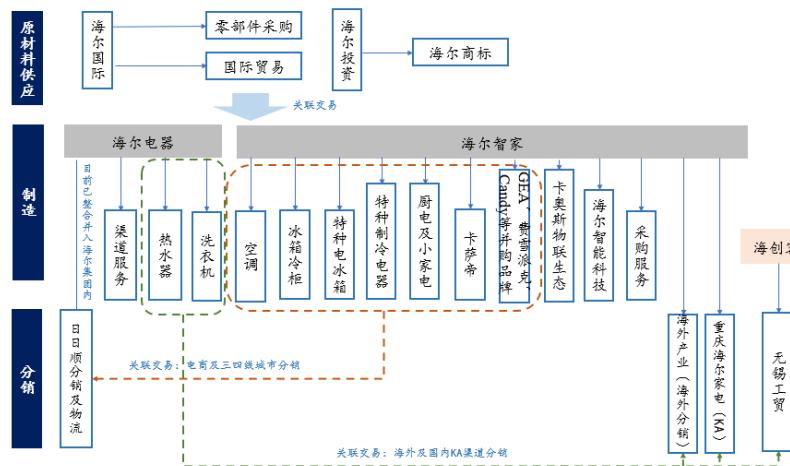 原材料供应
海尔国际
零部件采购
国际贸易
海尔投资
海尔商标
关联交易
制造
海尔电器
海尔智家
目前已整合并入海尔集团内
渠道服务
热水器
洗衣机
空调
冰箱冷柜
特种电冰箱
特种制冷电器
厨电及小家电
卡萨帝
GEA、费雪派克、
Candy等并购品牌
卡奥斯物联生态
海尔智能科技
采购服务
海创
分销
日日顺分销及物流
关联交易：电商及三四线城市分销
海外产业（海外分销）
重庆海尔家电（KA）
无锡工贸
关联交易：海外及国内KA渠道分销